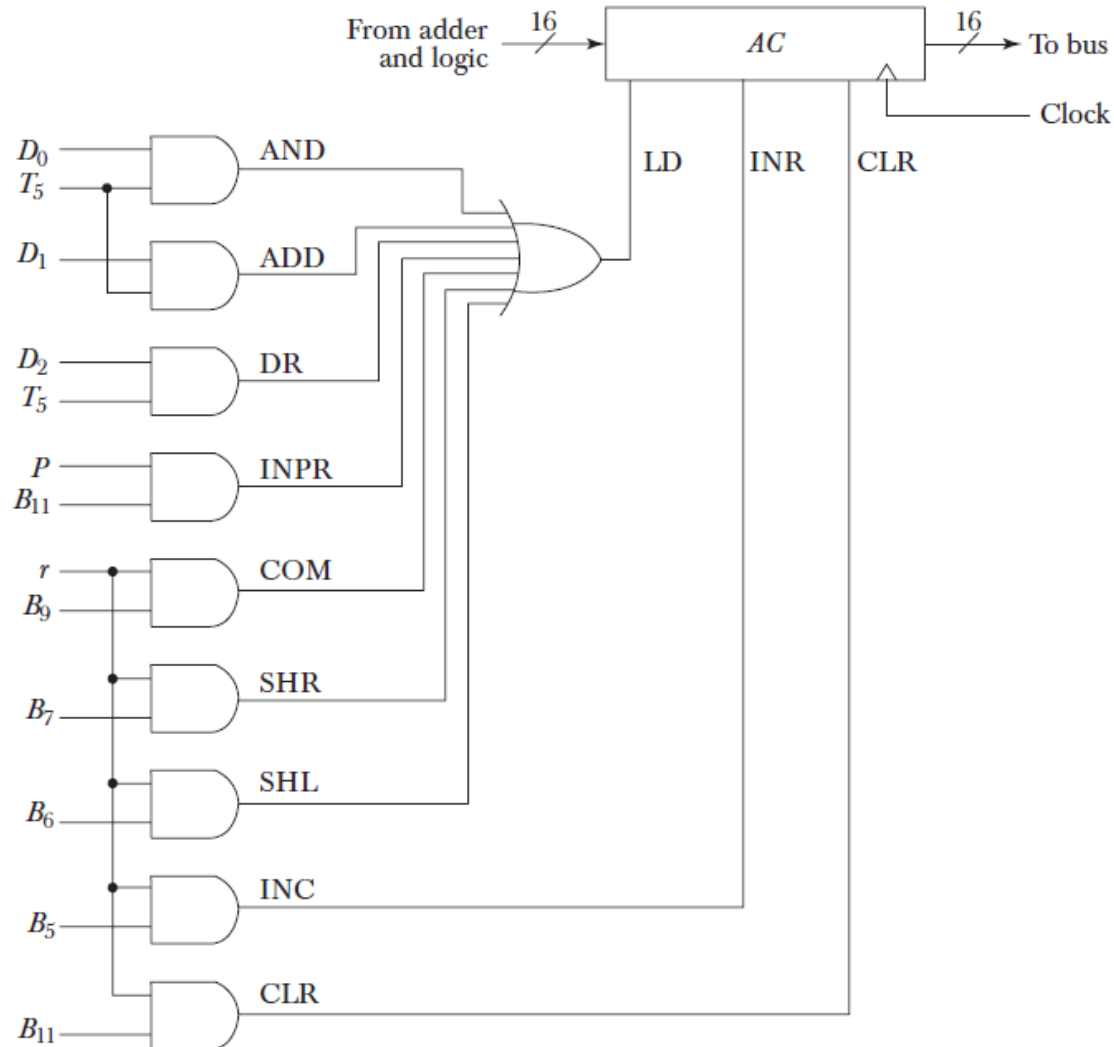 From adder
and logic
16
AC
16
To bus
Clock
LD
INR
CLR
D₀
T₅
AND
D₁
ADD
D₂
T₅
DR
P
B₁₁
INPR
r
B₉
COM
B₇
SHR
B₆
SHL
B₅
INC
B₁₁
CLR